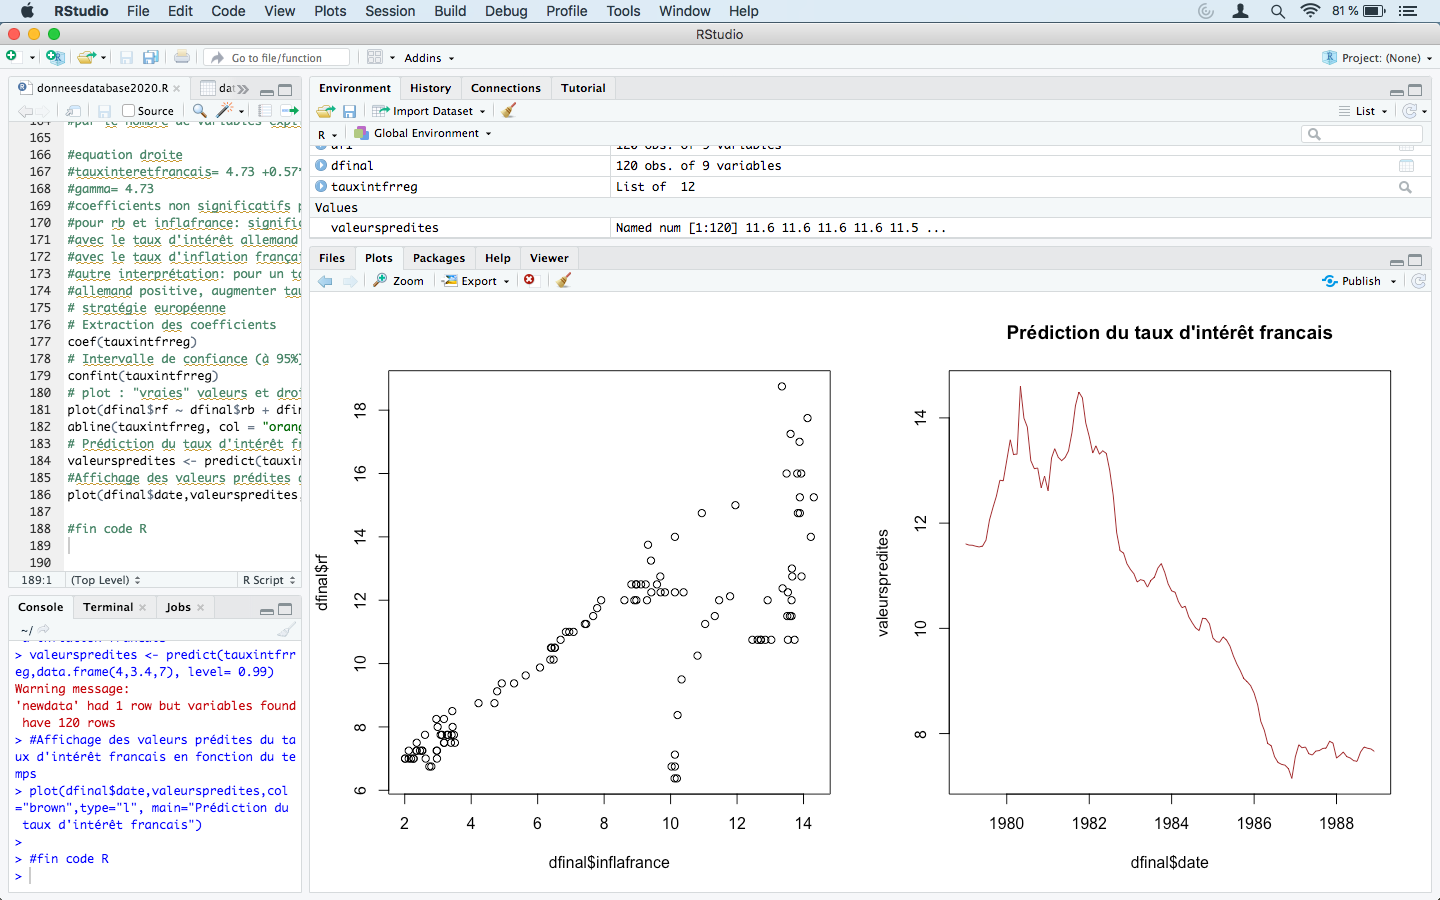 RStudio File Edit Code View Plots Session Build Debug Profile Tools Window Help 81 %
RStudio
Go to file/function Addins Project: (None)
donneesdatabase2020.R dat
Source
165
166 #equation droite
167 #tauxinteretfrancais= 4.73 +0.57*
168 #gamma= 4.73
169 #coefficients non significatifs p
170 #pour rb et inflafrance: signific
171 #avec le taux d'intérêt allemand
172 #avec le taux d'inflation françai
173 #autre interprétation: pour un ta
174 #allemand positive, augmenter tau
175 # stratégie européenne
176 # Extraction des coefficients
177 coef(tauxintfrreg)
178 # Intervalle de confiance (à 95%)
179 confint(tauxintfrreg)
180 # plot : "vraies" valeurs et droi
181 plot(dfinal$rf ~ dfinal$rb + dfin
182 abline(tauxintfrreg, col = "orang
183 # Prédiction du taux d'intérêt fr
184 valeurspredites <- predict(tauxin
185 #Affichage des valeurs prédites d
186 plot(dfinal$date,valeurspredites,
187
188 #fin code R
189
190
189:1 (Top Level) R Script
Console Terminal Jobs
~/
> valeurspredites <- predict(tauxintfrr
eg,data.frame(4,3.4,7), level= 0.99)
Warning message:
'newdata' had 1 row but variables found
have 120 rows
> #Affichage des valeurs prédites du ta
ux d'intérêt francais en fonction du te
mps
> plot(dfinal$date,valeurspredites,col
="brown",type="l", main="Prédiction du
taux d'intérêt francais")
>
> #fin code R
>
Environment History Connections Tutorial
Import Dataset List
R Global Environment
dfinal 120 obs. of 9 variables
tauxintfrreg List of 12
Values
valeurspredites Named num [1:120] 11.6 11.6 11.6 11.6 11.5 ...
Files Plots Packages Help Viewer
Zoom Export Publish
dfinal$rf
18
16
14
12
10
8
6
2 4 6 8 10 12 14
dfinal$inflafrance
Prédiction du taux d'intérêt francais
valeurspredites
14
12
10
8
1980 1982 1984 1986 1988
dfinal$date